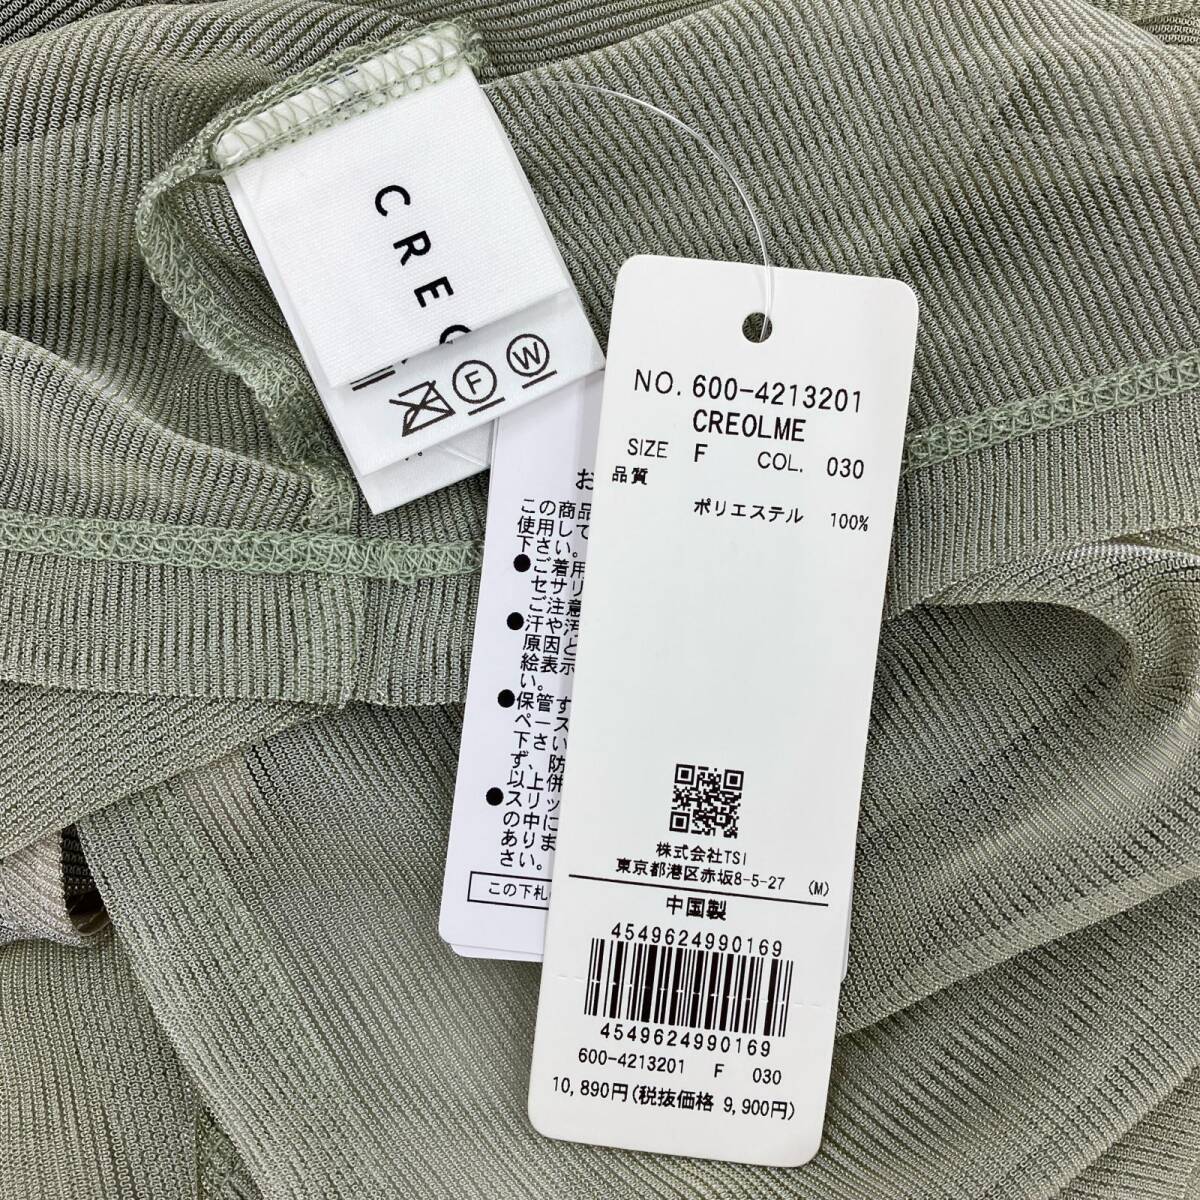 CREO
F
W
NO. 600-4213201
CREOLME
SIZE F COL. 030
品質
ポリエステル 100%
株式会社TSI
東京都港区赤坂8-5-27 (M)
中国製
4549624990169
4549624990169
600-4213201 F 030
10,890円(税抜価格 9,900円)
お
この商品
使用して
下さい。
●ご着用
セサリ
ご注意
●汗や汚
原因と
絵表示
い。
●保管す
ペース
下さい
ず、防
以上併
●スリッ
の中に
あります
さい。
この下札